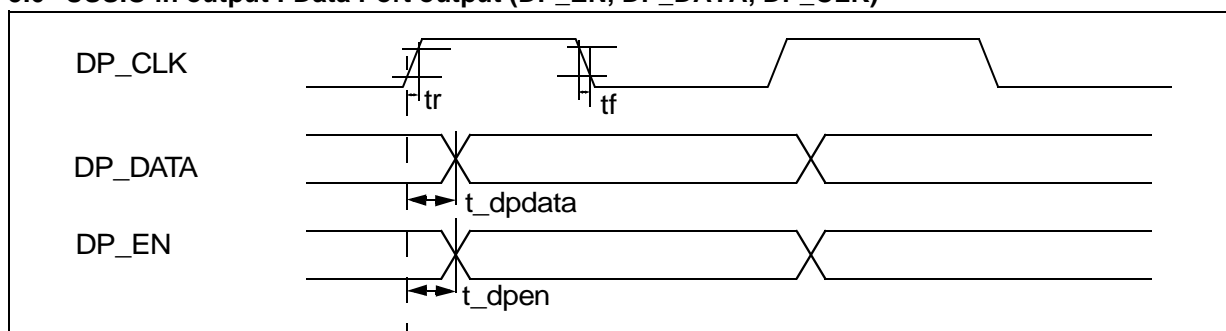 DP_CLK
tr
tf
DP_DATA
t_dpdata
DP_EN
t_dpen